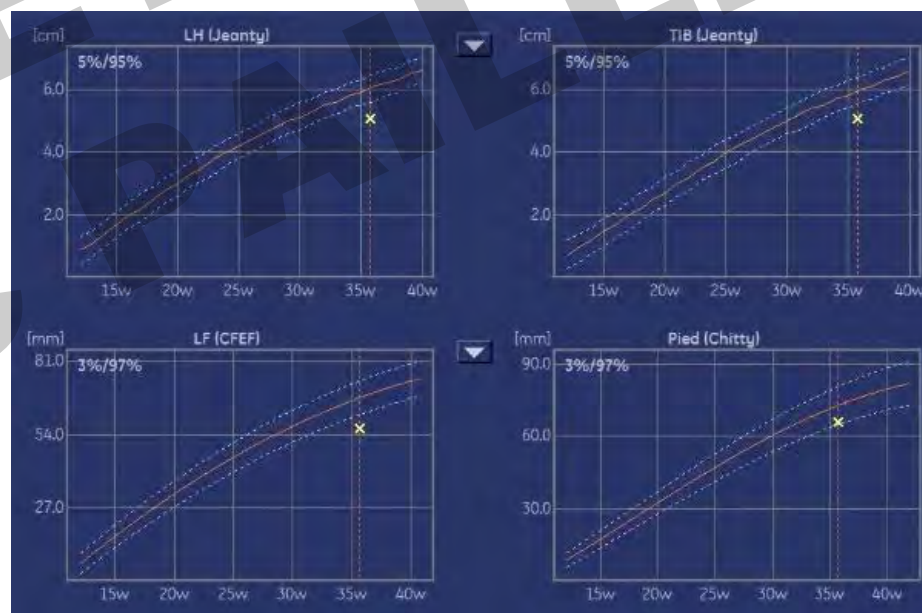 [cm] LH (Jeanty)
5%/95%
6.0
4.0
2.0
15w 20w 25w 30w 35w 40w
[cm] TiB (Jeanty)
5%/95%
6.0
4.0
2.0
15w 20w 25w 30w 35w 40w
[mm] LF (CFEF)
81.0
3%/97%
54.0
27.0
15w 20w 25w 30w 35w 40w
[mm] Pied (Chitty)
90.0
3%/97%
60.0
30.0
15w 20w 25w 30w 35w 40w
PAILLE